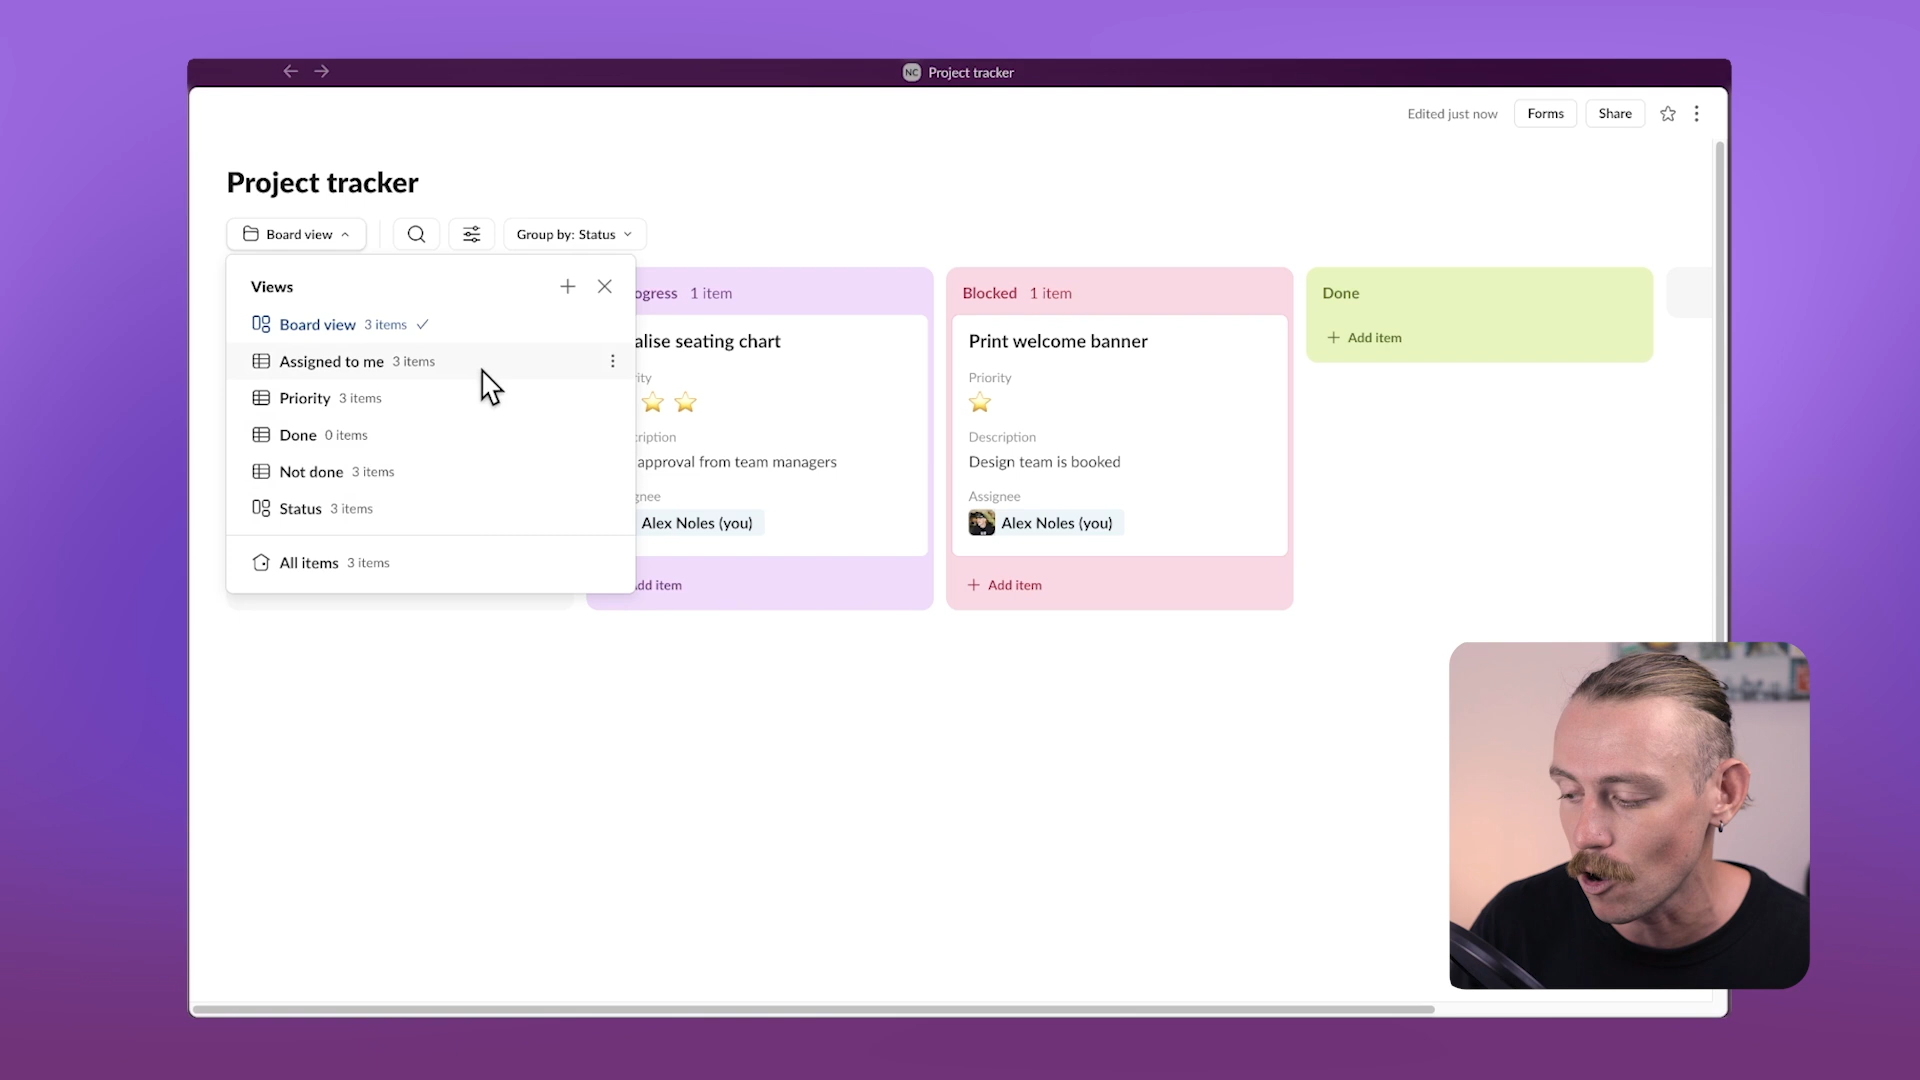 NC Project tracker
Edited just now
Forms
Share
Project tracker
Board view
Group by: Status
Views
Board view 3 items
Assigned to me 3 items
Priority 3 items
Done 0 items
Not done 3 items
Status 3 items
All items 3 items
ogress 1 item
alise seating chart
ity
ription
approval from team managers
gnee
Alex Noles (you)
dd item
Blocked 1 item
Print welcome banner
Priority
Description
Design team is booked
Assignee
Alex Noles (you)
Add item
Done
Add item